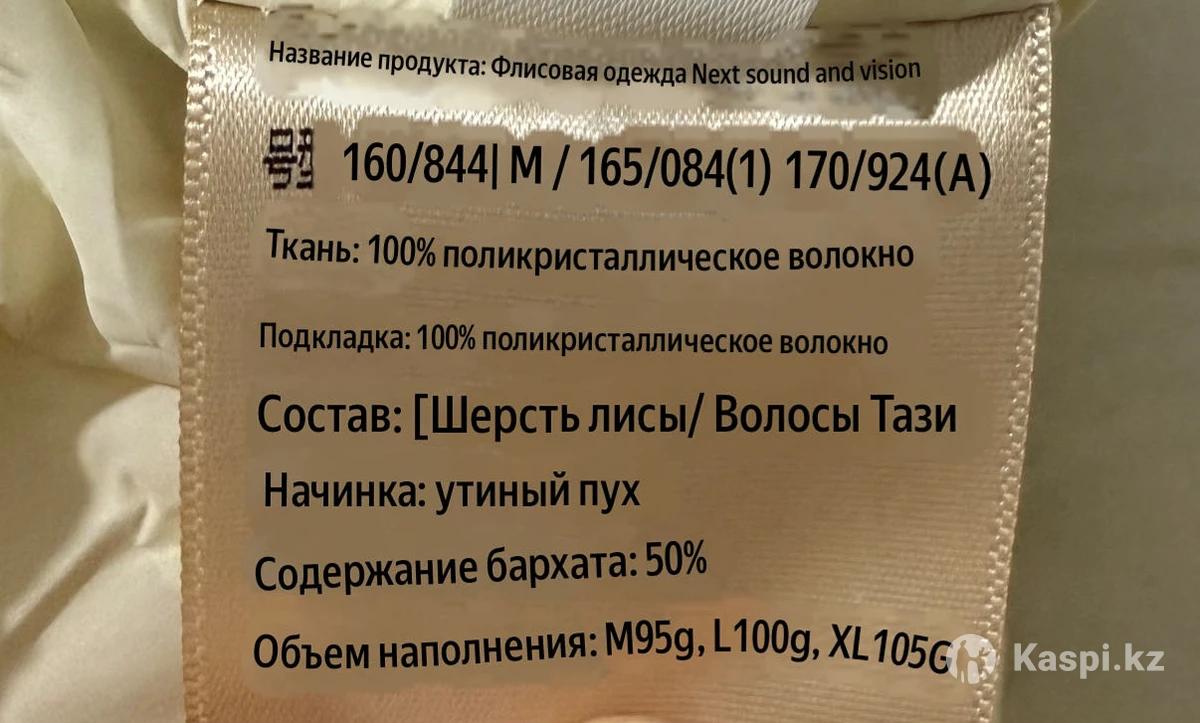 Название продукта: Флисовая одежда Next sound and vision
160/844| M / 165/084(1) 170/924(A)
Ткань: 100% поликристаллическое волокно
Подкладка: 100% поликристаллическое волокно
Состав: [Шерсть лисы/ Волосы Тази
Начинка: утиный пух
Содержание бархата: 50%
Объем наполнения: M95g, L100g, XL105G
Kaspi.kz